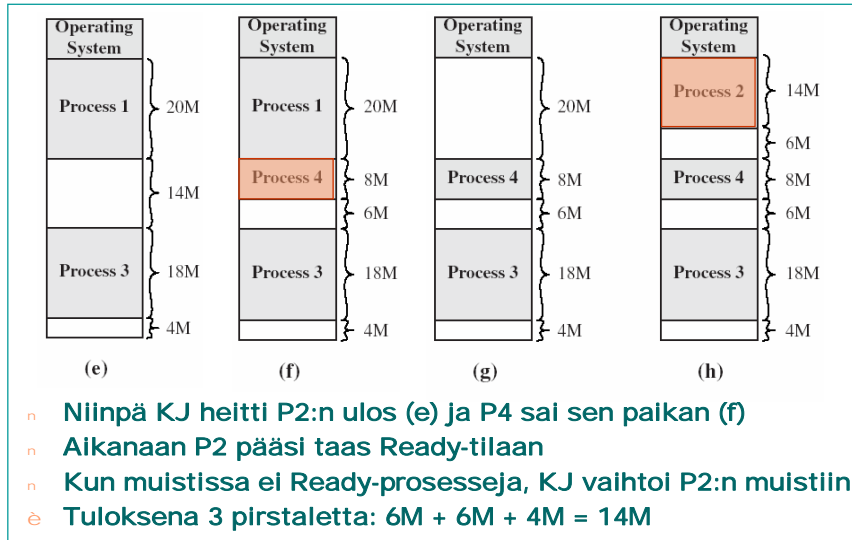 Operating
System
Process 1
20M
14M
Process 3
18M
4M
(e)
Operating
System
Process 1
20M
Process 4
8M
6M
Process 3
18M
4M
(f)
Operating
System
20M
Process 4
8M
6M
Process 3
18M
4M
(g)
Operating
System
Process 2
14M
6M
Process 4
8M
6M
Process 3
18M
4M
(h)
n Niinpä KJ heitti P2:n ulos (e) ja P4 sai sen paikan (f)
n Aikanaan P2 pääsi taas Ready-tilaan
n Kun muistissa ei Ready-prosesseja, KJ vaihtoi P2:n muistiin
è Tuloksena 3 pirstaletta: 6M + 6M + 4M = 14M